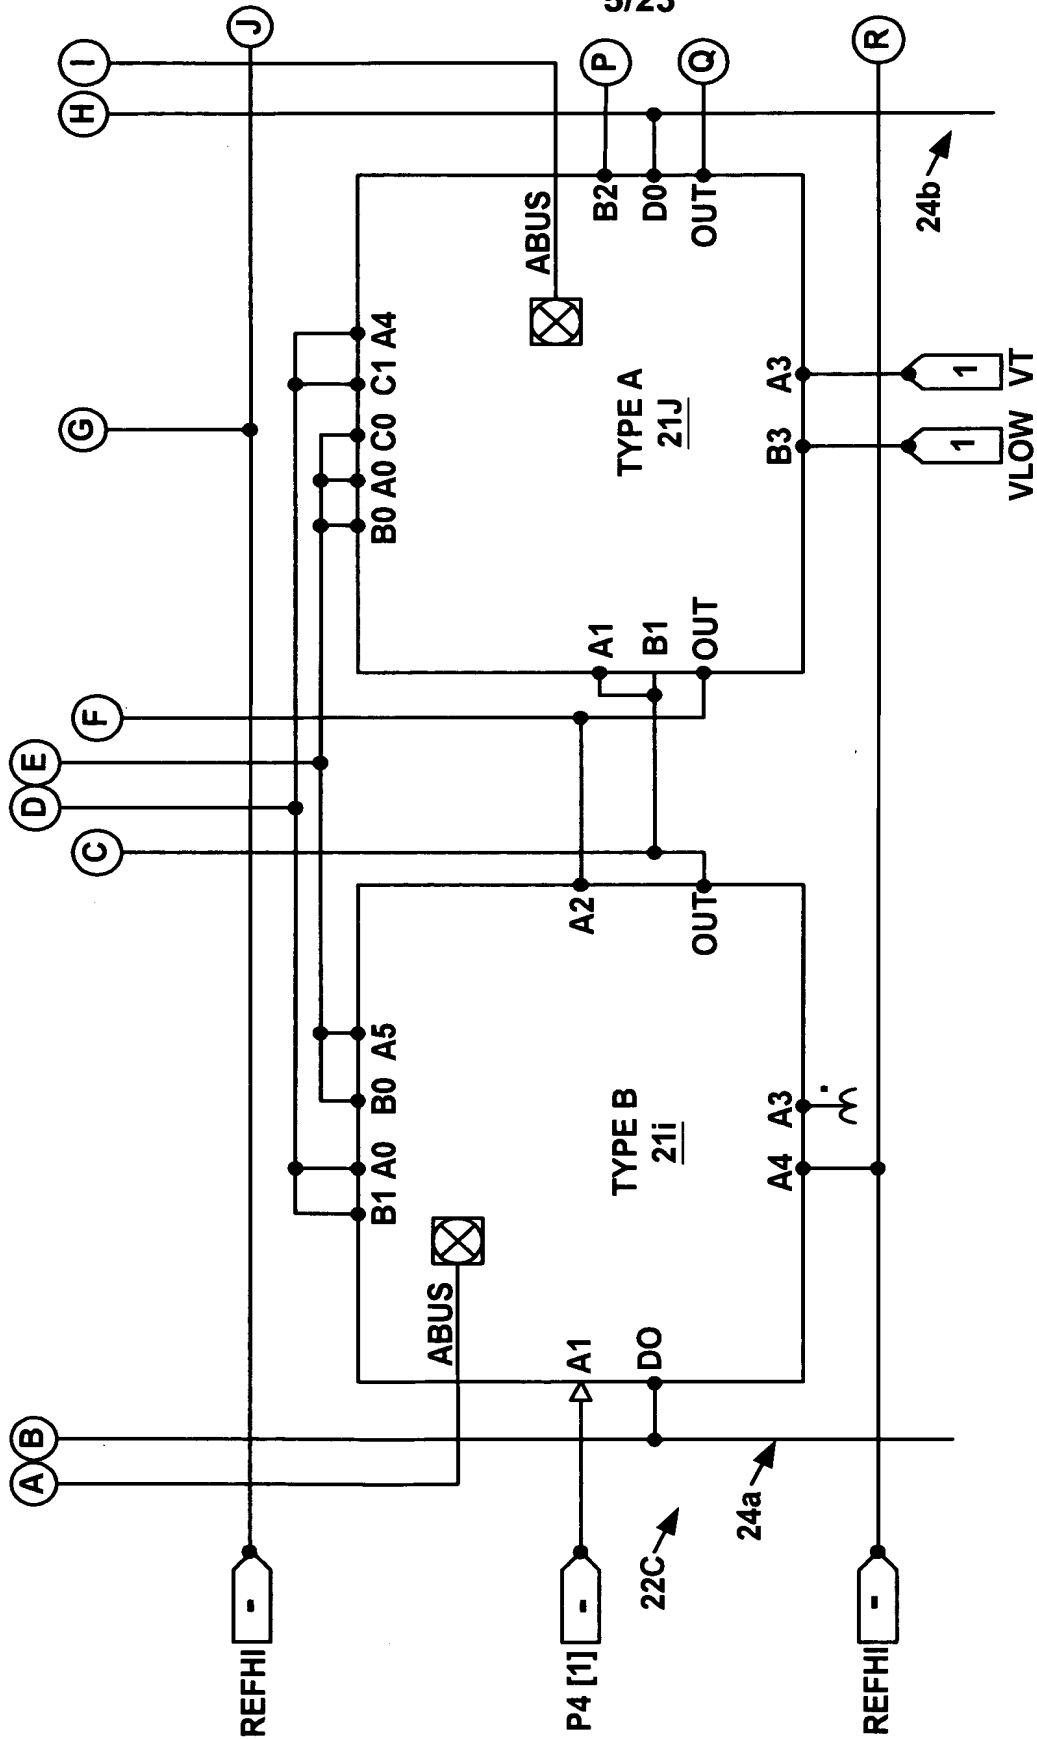 5/23
A
B
C
D
E
F
G
H
I
J
REFHI
-
P4 [1]
-
REFHI
-
22C
24a
ABUS
A1
DO
B1 A0
B0 A5
TYPE B
21i
A2
OUT
A4 A3
A1
B1
OUT
B0 A0 C0 C1 A4
TYPE A
21J
ABUS
B2
D0
OUT
B3
A3
1
1
VLOW VT
P
Q
R
24b